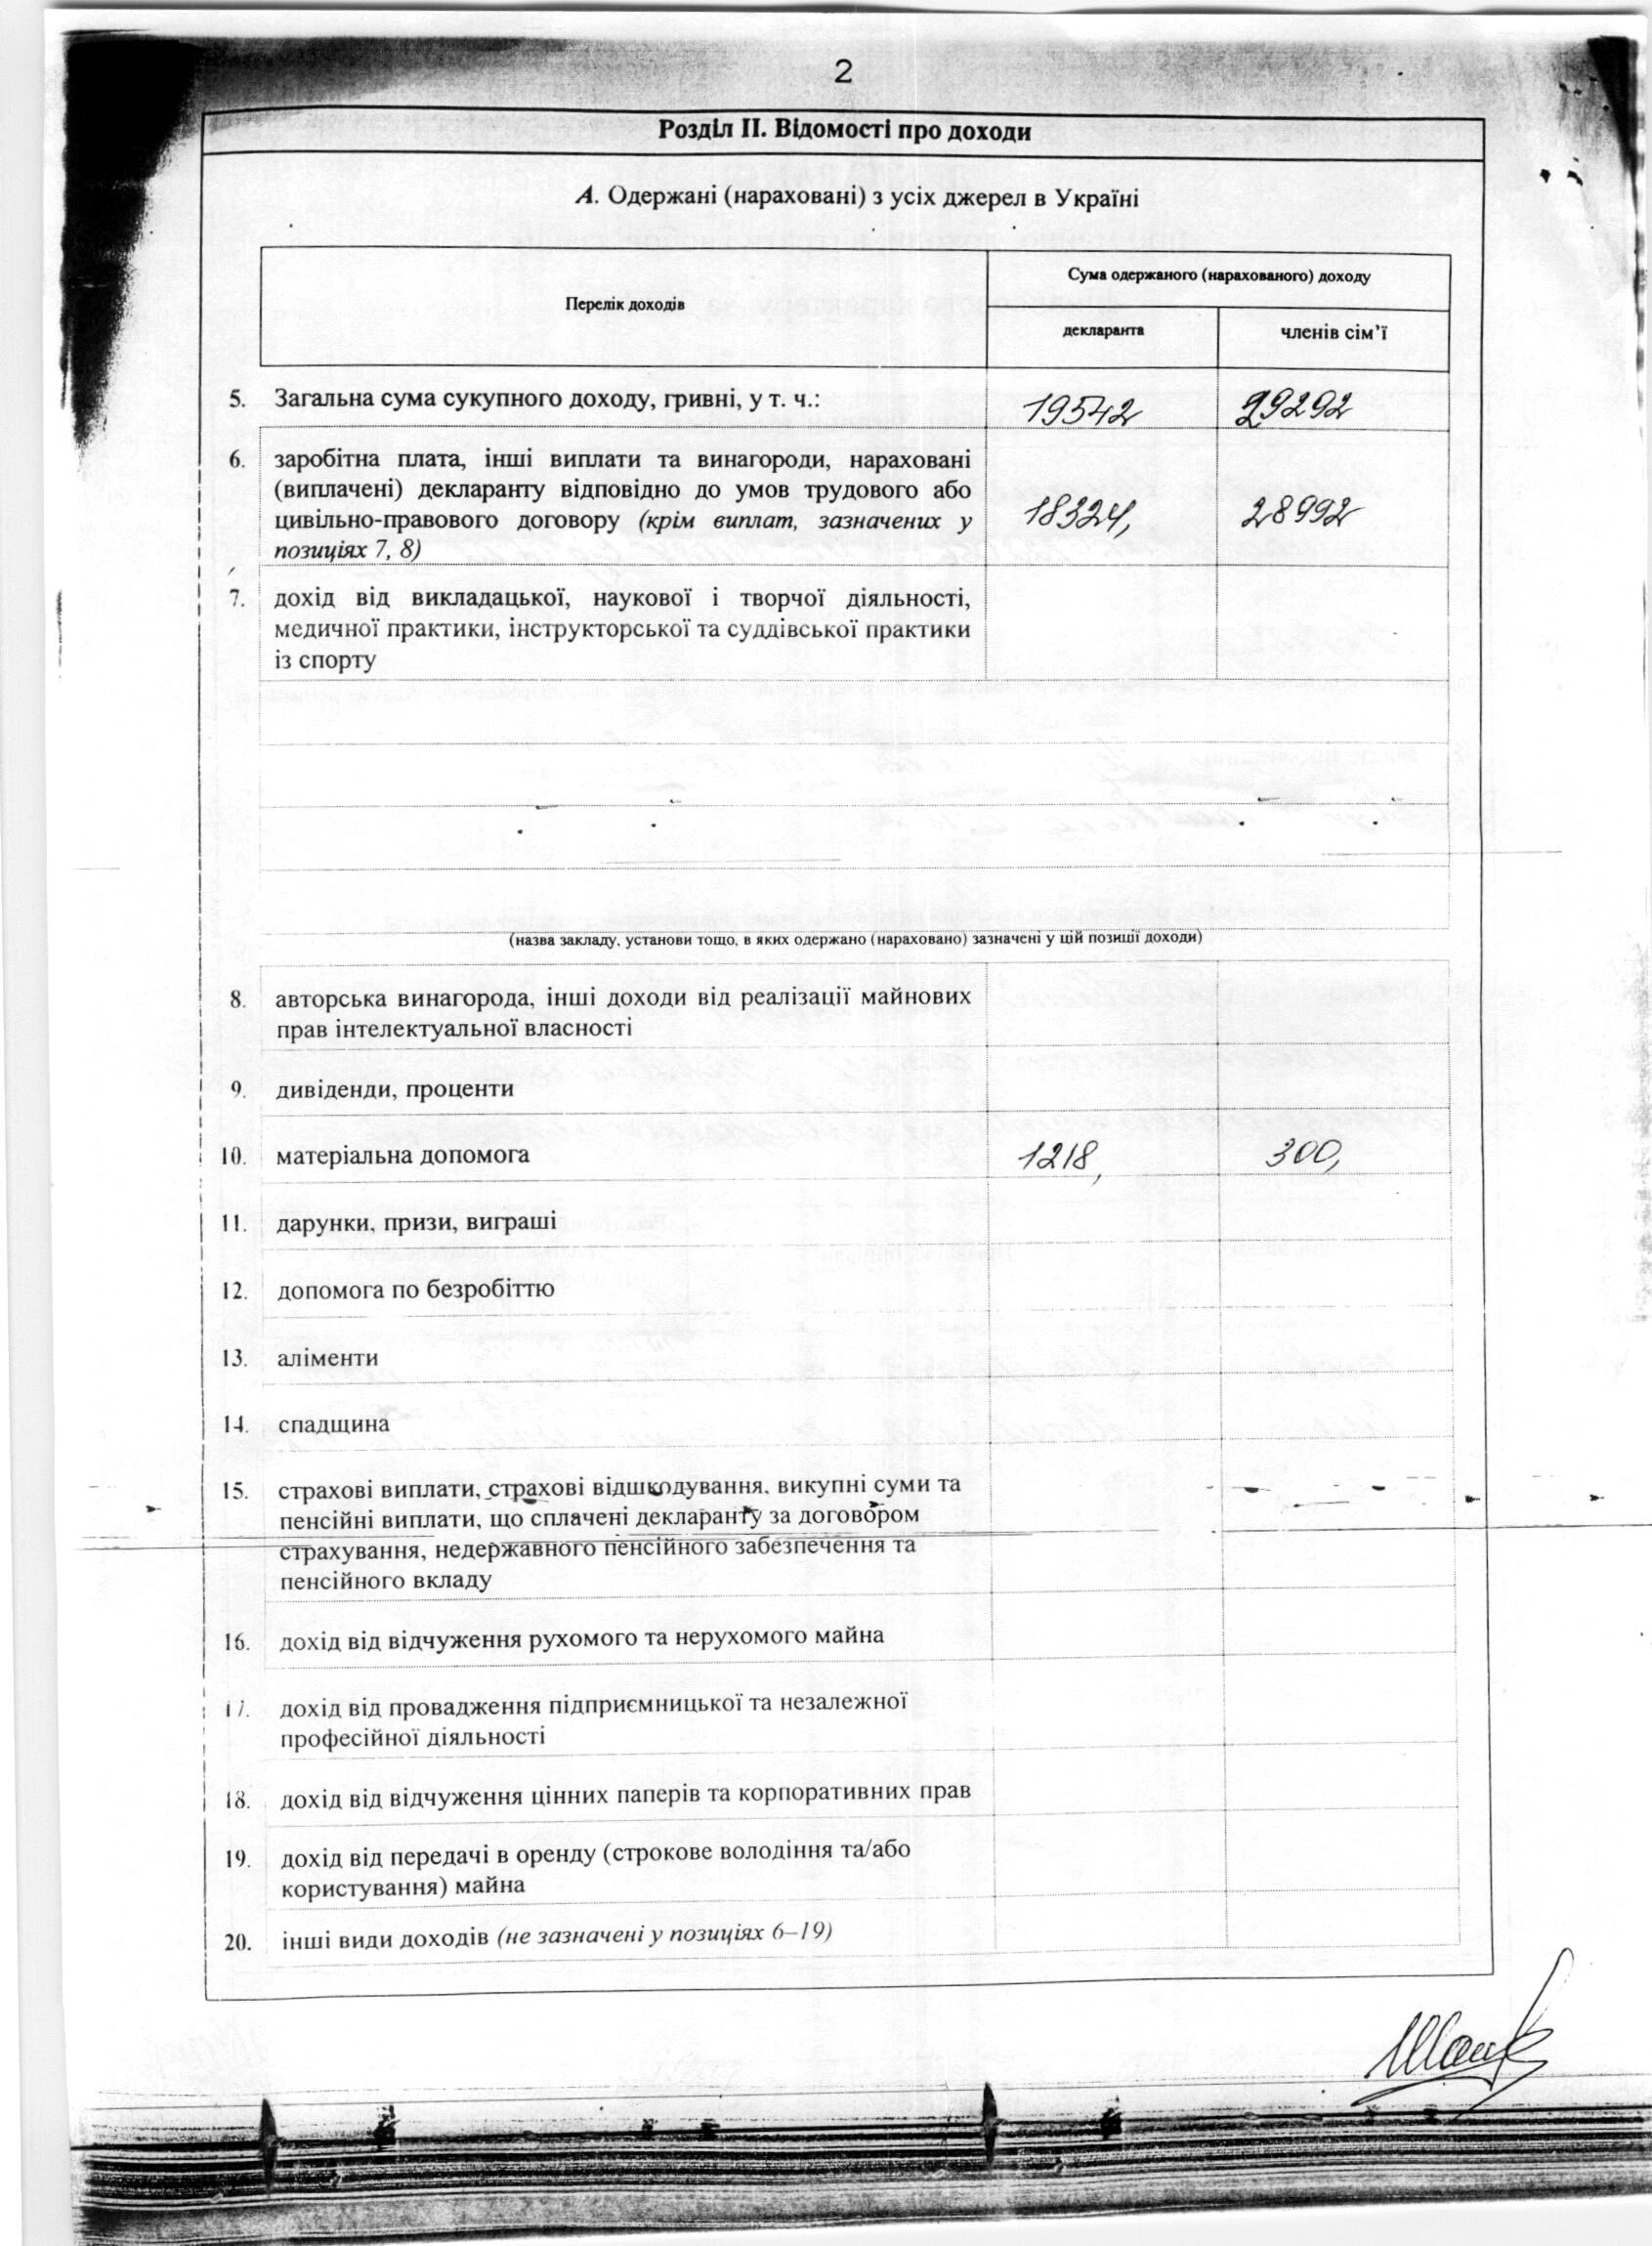 2
Розділ II. Відомості про доходи
А. Одержані (нараховані) з усіх джерел в Україні
Перелік доходів
Сума одержаного (нарахованого) доходу
декларанта
членів сім’ї
5. Загальна сума сукупного доходу, гривні, у т. ч.: 19542 29292
6. заробітна плата, інші виплати та винагороди, нараховані
(виплачені) декларанту відповідно до умов трудового або
цивільно-правового договору (крім виплат, зазначених у 18324, 28992
позиціях 7, 8)
7. дохід від викладацької, наукової і творчої діяльності,
медичної практики, інструкторської та суддівської практики
із спорту
(назва закладу, установи тощо, в яких одержано (нараховано) зазначені у цій позиції доходи)
8. авторська винагорода, інші доходи від реалізації майнових
прав інтелектуальної власності
9. дивіденди, проценти
10. матеріальна допомога 1218, 300,
11. дарунки, призи, виграші
12. допомога по безробіттю
13. аліменти
14. спадщина
15. страхові виплати, страхові відшкодування, викупні суми та
пенсійні виплати, що сплачені декларанту за договором
страхування, недержавного пенсійного забезпечення та
пенсійного вкладу
16. дохід від відчуження рухомого та нерухомого майна
17. дохід від провадження підприємницької та незалежної
професійної діяльності
18. дохід від відчуження цінних паперів та корпоративних прав
19. дохід від передачі в оренду (строкове володіння та/або
користування) майна
20. інші види доходів (не зазначені у позиціях 6–19)